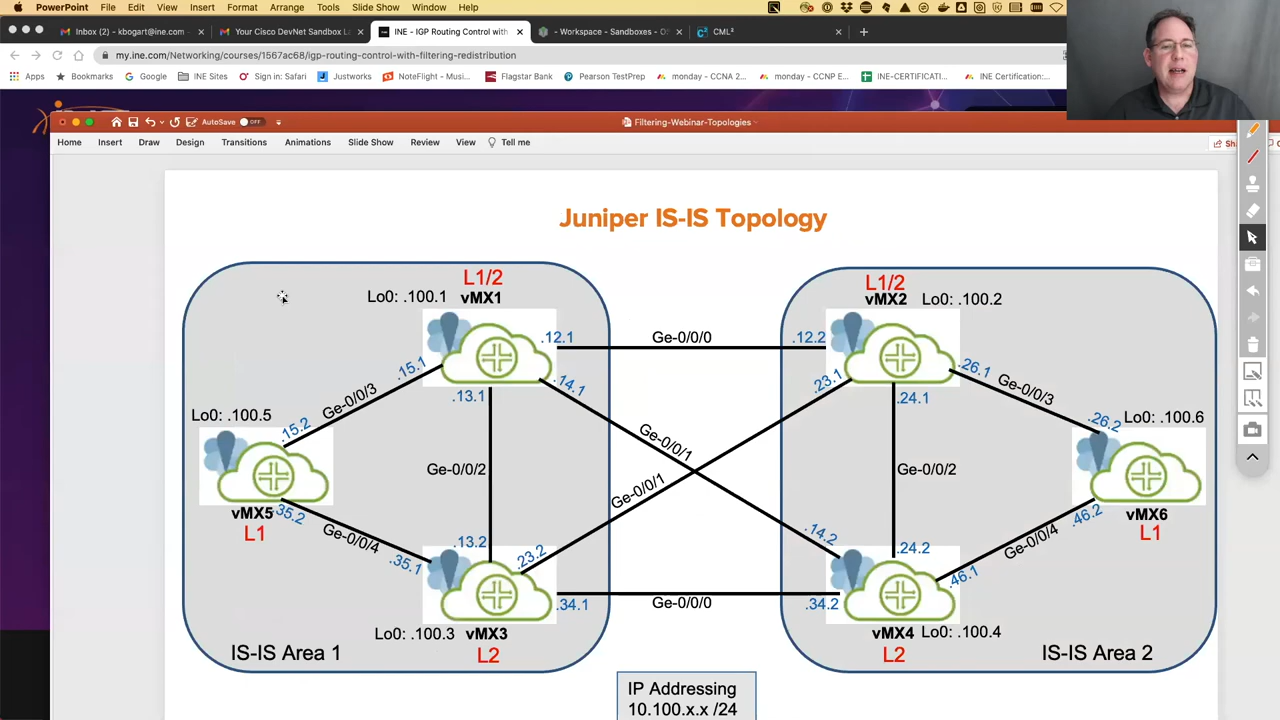 PowerPoint File Edit View Insert Format Arrange Tools Slide Show Window Help
Inbox (2) - kbogart@ine.com - Your Cisco DevNet Sandbox L INE - IGP Routing Control with - Workspace - Sandboxes - CML²
my.ine.com/Networking/courses/1567ac68/igp-routing-control-with-filtering-redistribution
Apps Bookmarks Google INE Sites Sign in: Safari Justworks NoteFlight - Musi... Flagstar Bank Pearson TestPrep monday - CCNA 2... monday - CCNP E... INE-CERTIFICATI... INE Certification:...
AutoSave OFF Filtering-Webinar-Topologies
Home Insert Draw Design Transitions Animations Slide Show Review View Tell me
Juniper IS-IS Topology
L1/2
Lo0: .100.1 vMX1
L1/2
vMX2 Lo0: .100.2
.12.1 Ge-0/0/0 .12.2
.15.1 .14.1 .23.1 .26.1
Ge-0/0/3 .13.1 .24.1 Ge-0/0/3
Lo0: .100.5 .15.2 .26.2 Lo0: .100.6
Ge-0/0/1
Ge-0/0/2 Ge-0/0/2
Ge-0/0/1
vMX5 .35.2 .46.2 vMX6
L1 L1
Ge-0/0/4 .13.2 .23.2 .14.2 .24.2 Ge-0/0/4
.35.1 .46.1
.34.1 Ge-0/0/0 .34.2
Lo0: .100.3 vMX3 vMX4 Lo0: .100.4
IS-IS Area 1 L2 L2 IS-IS Area 2
IP Addressing
10.100.x.x /24